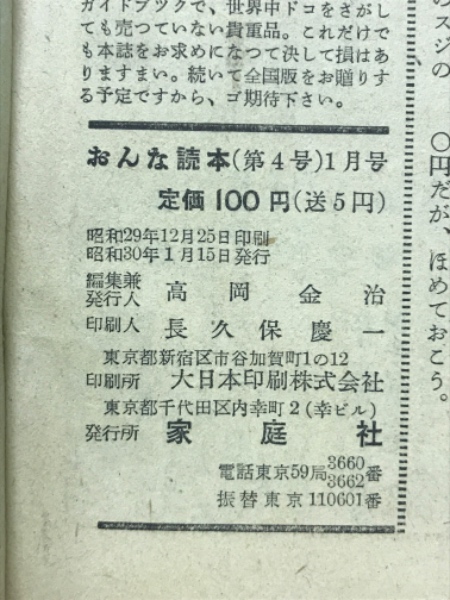 ガイドブックで、世界中ドコをさがし
ても売つていない貴重品。これだけで
も本誌をお求めになつて決して損はあ
りますまい。続いて全国版をお贈りす
る予定ですから、ゴ期待下さい。
おんな読本(第4号)1月号
定価100円(送5円)
昭和29年12月25日印刷
昭和30年1月15日発行
編集兼
発行人 高岡金治
印刷人 長久保慶一
東京都新宿区市谷加賀町1の12
印刷所 大日本印刷株式会社
東京都千代田区内幸町2(幸ビル)
発行所 家庭社
電話東京59局3660 3662番
振替東京110601番
スジの
〇円だが、ほめておこう。